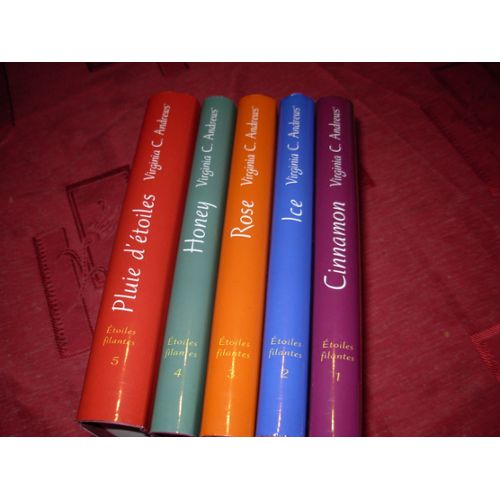 Pluie d'étoiles Virginia C. Andrews
Étoiles
filantes
5
Honey Virginia C. Andrews
Étoiles
filantes
4
Rose Virginia C. Andrews
Étoiles
filantes
3
Ice Virginia C. Andrews
Étoiles
filantes
2
Cinnamon Virginia C. Andrews
Étoiles
filantes
1